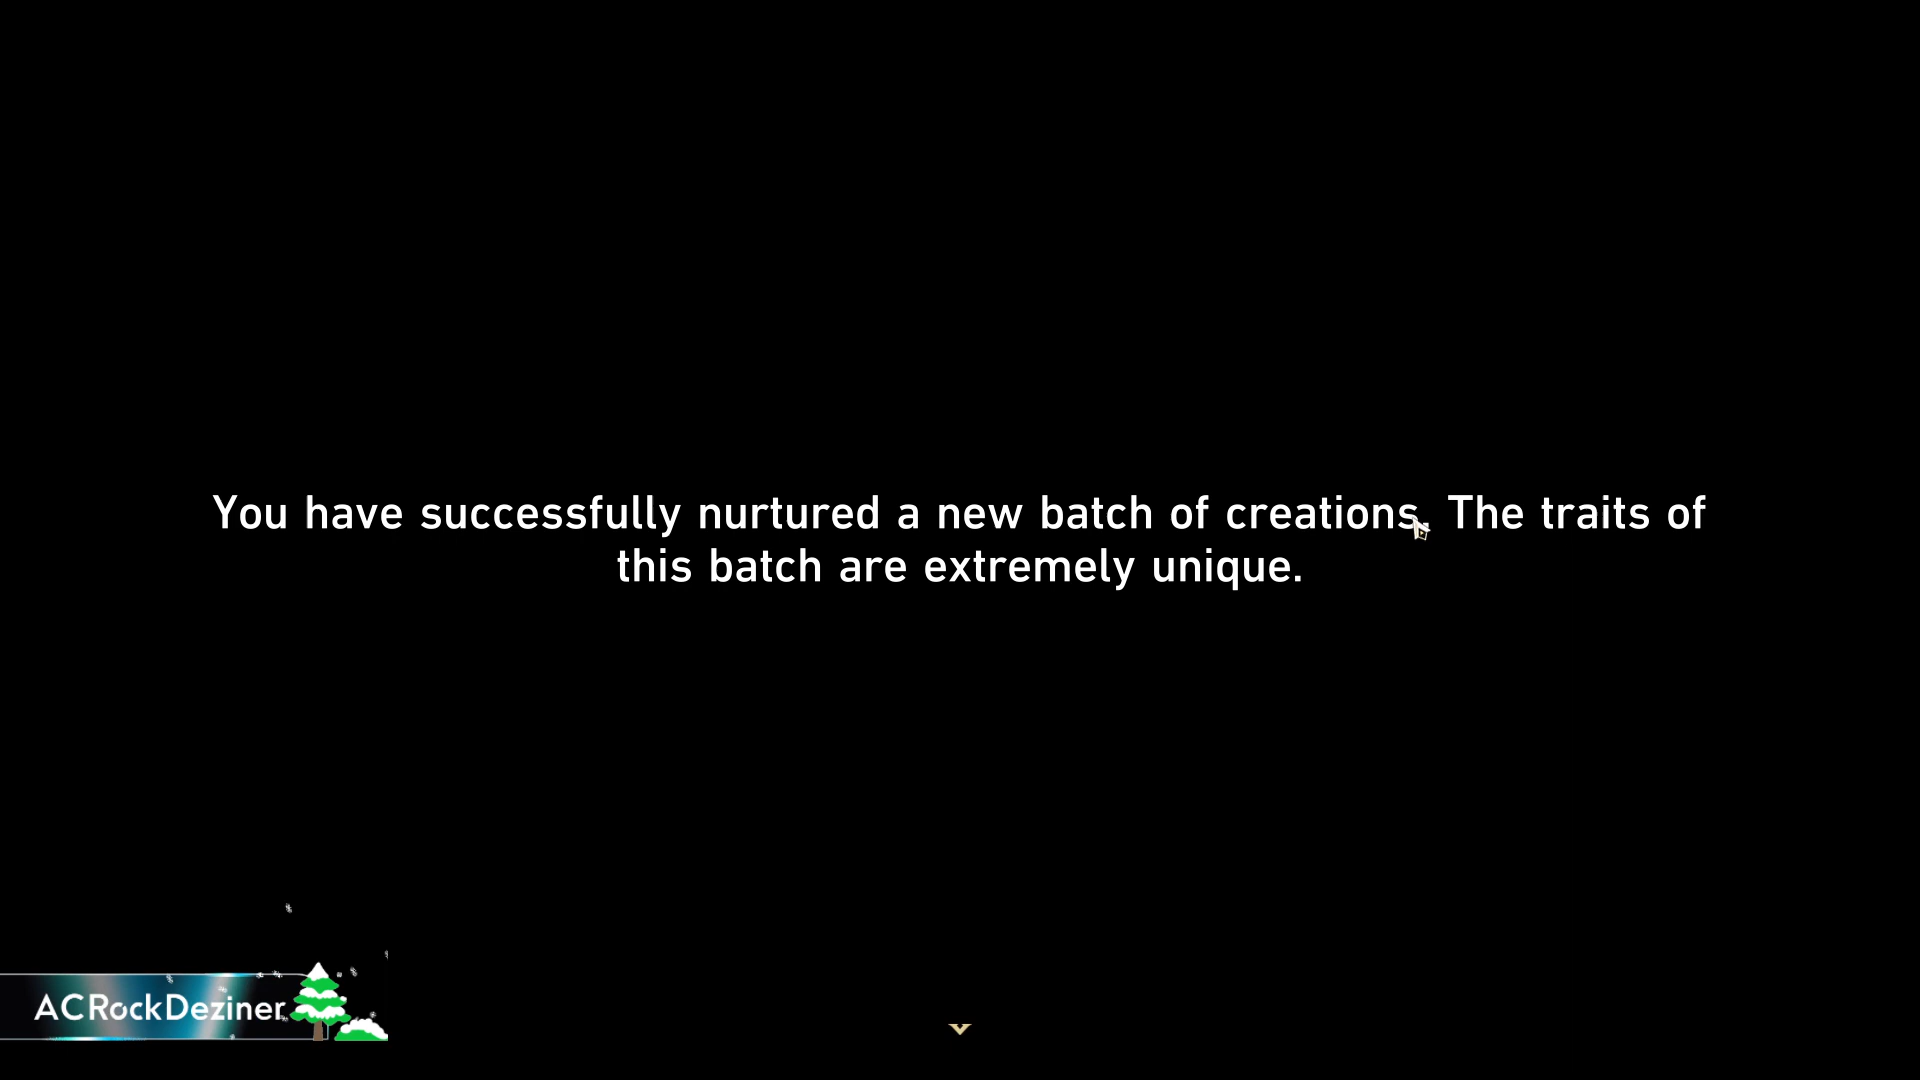 You have successfully nurtured a new batch of creations. The traits of
this batch are extremely unique.
ACRockDeziner